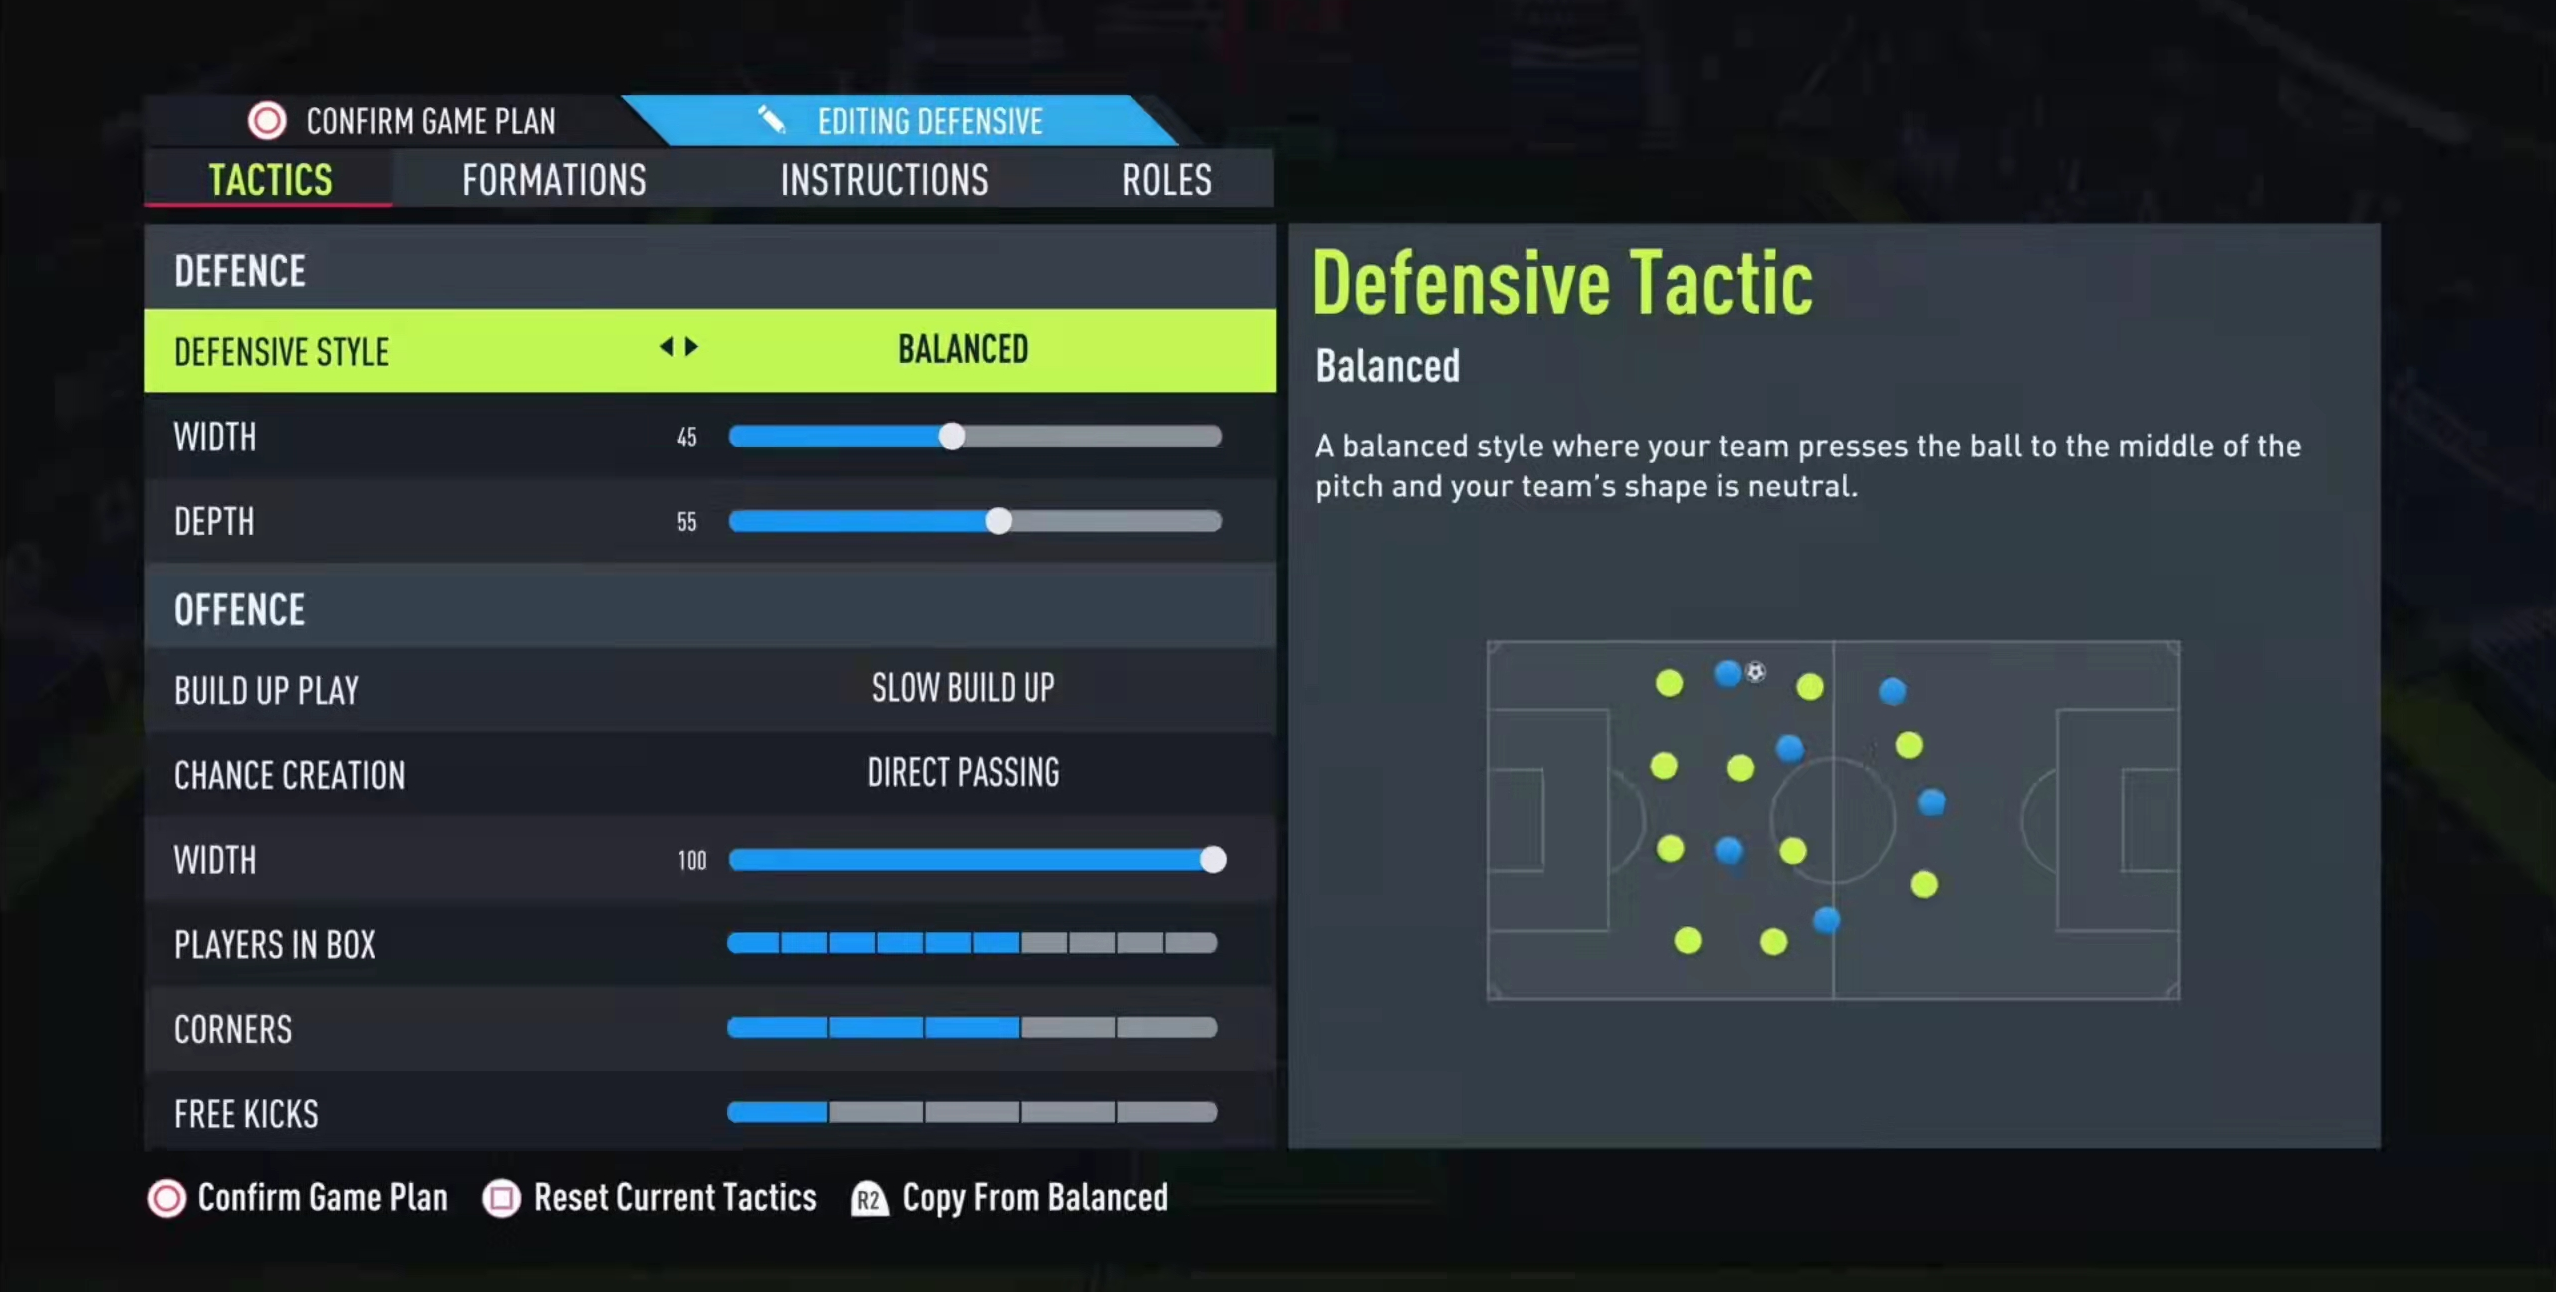 CONFIRM GAME PLAN
EDITING DEFENSIVE
TACTICS
FORMATIONS
INSTRUCTIONS
ROLES
DEFENCE
DEFENSIVE STYLE BALANCED
WIDTH 45
DEPTH 55
OFFENCE
BUILD UP PLAY SLOW BUILD UP
CHANCE CREATION DIRECT PASSING
WIDTH 100
PLAYERS IN BOX
CORNERS
FREE KICKS
Defensive Tactic
Balanced
A balanced style where your team presses the ball to the middle of the
pitch and your team's shape is neutral.
Confirm Game Plan
Reset Current Tactics
R2 Copy From Balanced